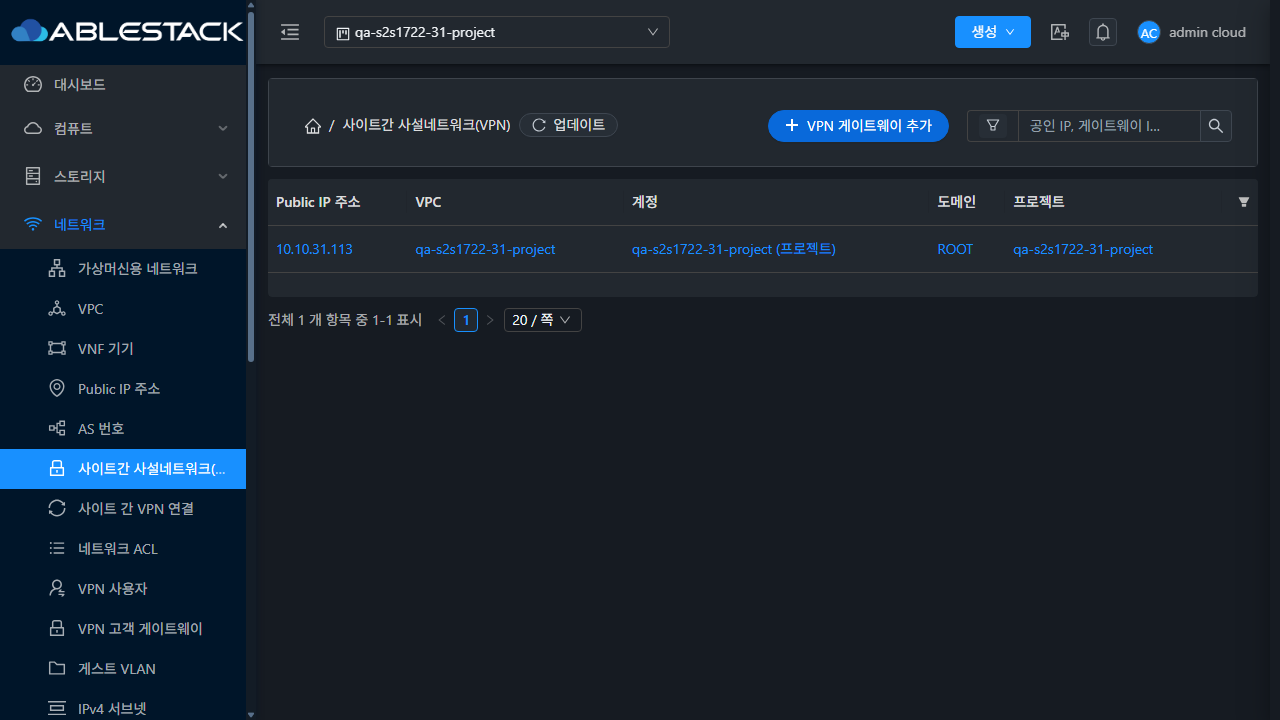 ABLESTACK
qa-s2s1722-31-project
생성
AC
admin cloud
대시보드
컴퓨트
스토리지
네트워크
가상머신용 네트워크
VPC
VNF 기기
Public IP 주소
AS 번호
사이트간 사설네트워크(...
사이트 간 VPN 연결
네트워크 ACL
VPN 사용자
VPN 고객 게이트웨이
게스트 VLAN
IPv4 서브넷
/ 사이트간 사설네트워크(VPN)
업데이트
VPN 게이트웨이 추가
공인 IP, 게이트웨이 I...
Public IP 주소 VPC 계정 도메인 프로젝트
10.10.31.113 qa-s2s1722-31-project qa-s2s1722-31-project (프로젝트) ROOT qa-s2s1722-31-project
전체 1 개 항목 중 1-1 표시 < 1 > 20 / 쪽